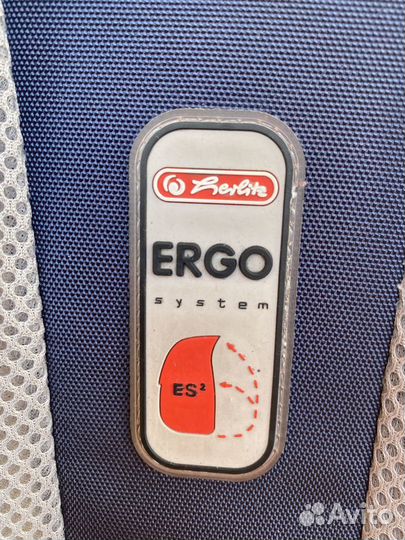 Herlitz
ERGO
system
ES²
Avito